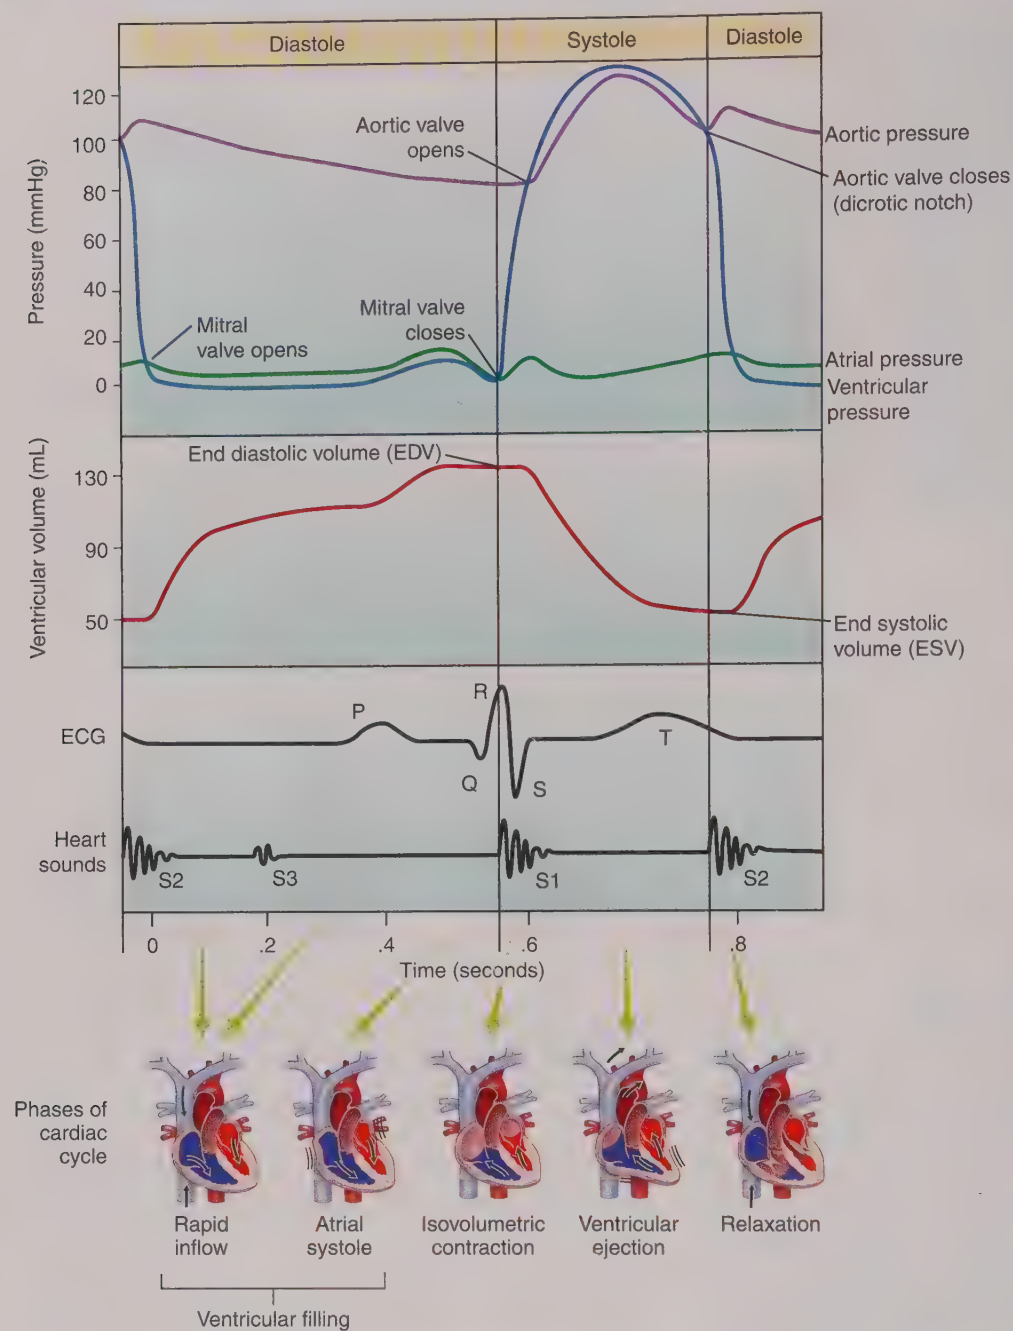 Diastole
Systole
Diastole
Pressure (mmHg)
120
100
80
60
40
20
0
Aortic valve
opens
Mitral
valve opens
Mitral valve
closes
Aortic pressure
Aortic valve closes
(dicrotic notch)
Atrial pressure
Ventricular
pressure
Ventricular volume (mL)
130
90
50
End diastolic volume (EDV)
End systolic
volume (ESV)
ECG
P
Q
R
S
T
Heart
sounds
S2
S3
S1
S2
0
.2
.4
.6
.8
Time (seconds)
Phases of
cardiac
cycle
Rapid
inflow
Atrial
systole
Isovolumetric
contraction
Ventricular
ejection
Relaxation
Ventricular filling